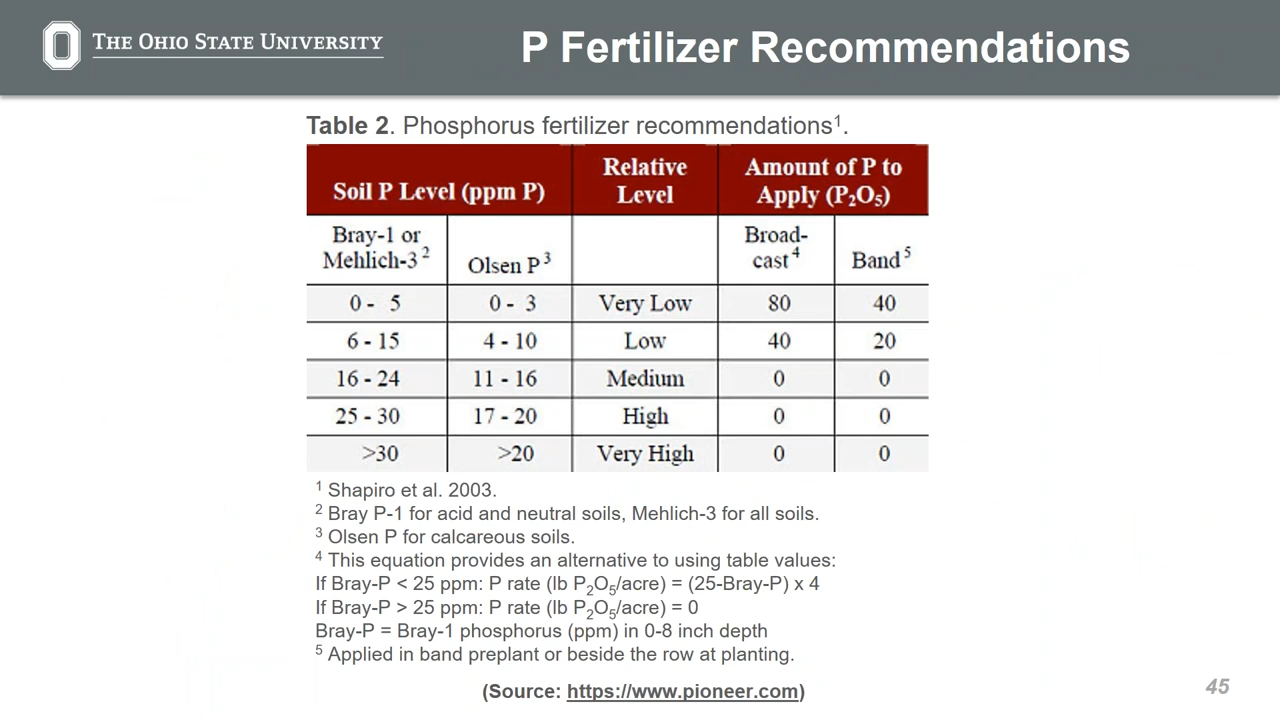 THE OHIO STATE UNIVERSITY
P Fertilizer Recommendations
Table 2. Phosphorus fertilizer recommendations¹.
Soil P Level (ppm P) Relative Level Amount of P to Apply (P₂O₅)
Bray-1 or Mehlich-3² Olsen P³ Broad-cast⁴ Band⁵
0 - 5 0 - 3 Very Low 80 40
6 - 15 4 - 10 Low 40 20
16 - 24 11 - 16 Medium 0 0
25 - 30 17 - 20 High 0 0
>30 >20 Very High 0 0
¹ Shapiro et al. 2003.
² Bray P-1 for acid and neutral soils, Mehlich-3 for all soils.
³ Olsen P for calcareous soils.
⁴ This equation provides an alternative to using table values:
If Bray-P < 25 ppm: P rate (lb P₂O₅/acre) = (25-Bray-P) x 4
If Bray-P > 25 ppm: P rate (lb P₂O₅/acre) = 0
Bray-P = Bray-1 phosphorus (ppm) in 0-8 inch depth
⁵ Applied in band preplant or beside the row at planting.
(Source: https://www.pioneer.com)
45